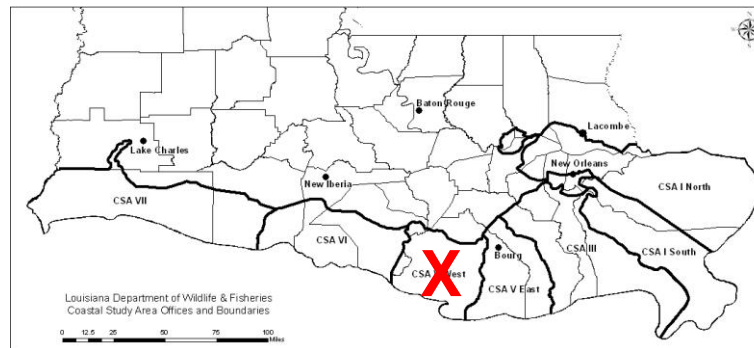 Baton Rouge
Lacombe
Lake Charles
New Orleans
New Iberia
CSA I North
CSA VII
CSA VI
CSA III
CSA I South
CSA West
Bourg
CSA V East
Louisiana Department of Wildlife & Fisheries
Coastal Study Area Offices and Boundaries
0 12.5 25 50 75 100
Miles
X